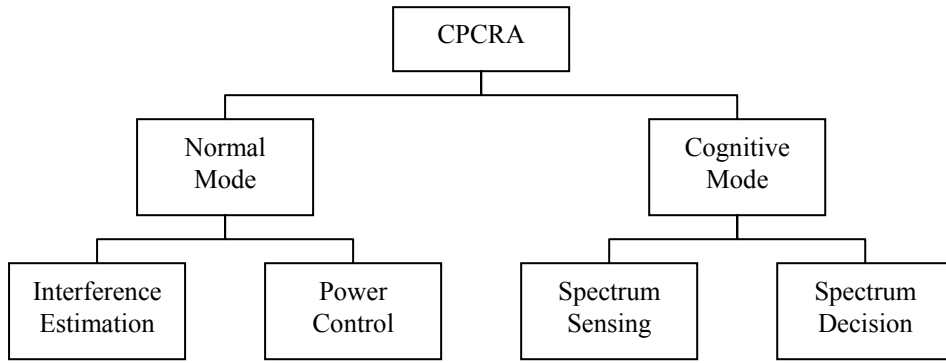 CPCRA
Normal
Mode
Cognitive
Mode
Interference
Estimation
Power
Control
Spectrum
Sensing
Spectrum
Decision